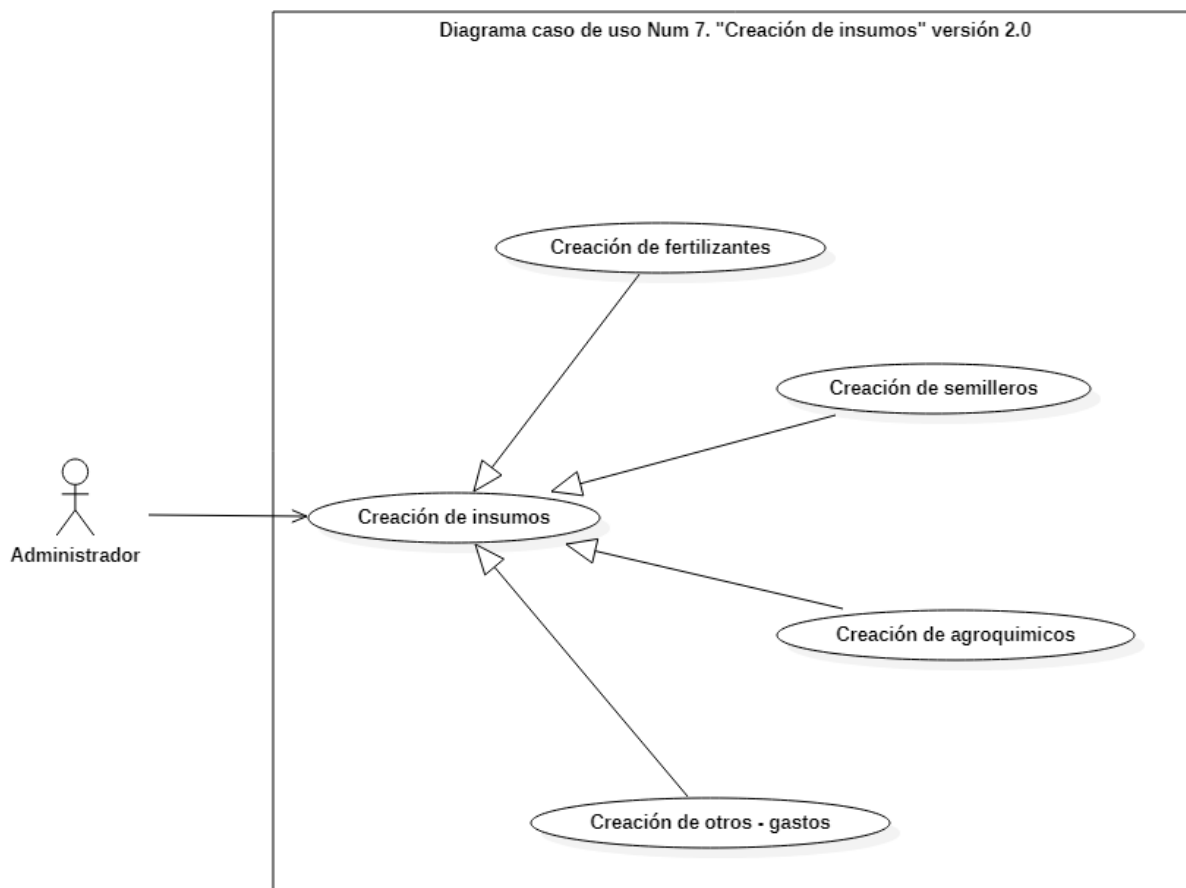 Diagrama caso de uso Num 7. "Creación de insumos" versión 2.0
Creación de fertilizantes
Creación de semilleros
Creación de insumos
Administrador
Creación de agroquimicos
Creación de otros - gastos